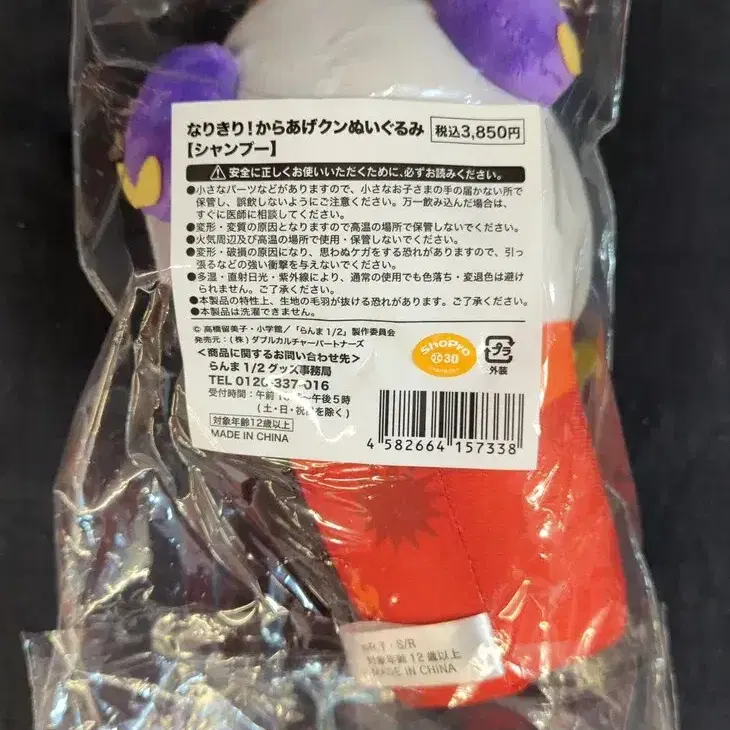 なりきり!からあげクンぬいぐるみ
【シャンプー】
税込3,850円
安全に正しくお使いいただくために、必ずお読みください。
●小さなパーツなどがありますので、小さなお子さまの手の届かない所で
保管し、誤飲しないようにご注意ください。万一飲み込んだ場合は、
すぐに医師に相談してください。
●変形・変質の原因となりますので高温の場所で保管しないでください。
●火気周辺及び高温の場所で使用・保管しないでください。
●変形・破損の原因になり、思わぬケガをする恐れがありますので、引っ
張るなどの強い衝撃を与えないでください。
●多湿・直射日光・紫外線により、通常の使用でも色落ち・変退色は避け
られません。ご了承ください。
●本製品の特性上、生地の毛羽が抜ける恐れがあります。ご了承ください。
●本製品は洗濯できません。
© 高橋留美子・小学館/「らんま1/2」製作委員会
発売元:(株)ダブルカルチャーパートナーズ
<商品に関するお問い合わせ先>
らんま1/2グッズ事務局
TEL 0120-337-016
受付時間:午前 1 ~午後5時
(土・日・祝日を除く)
対象年齢12歳以上
MADE IN CHINA
ShoPro
30
プラ
外装
4 582664 157338
S/R
対象年齢12歳以上
MADE IN CHINA